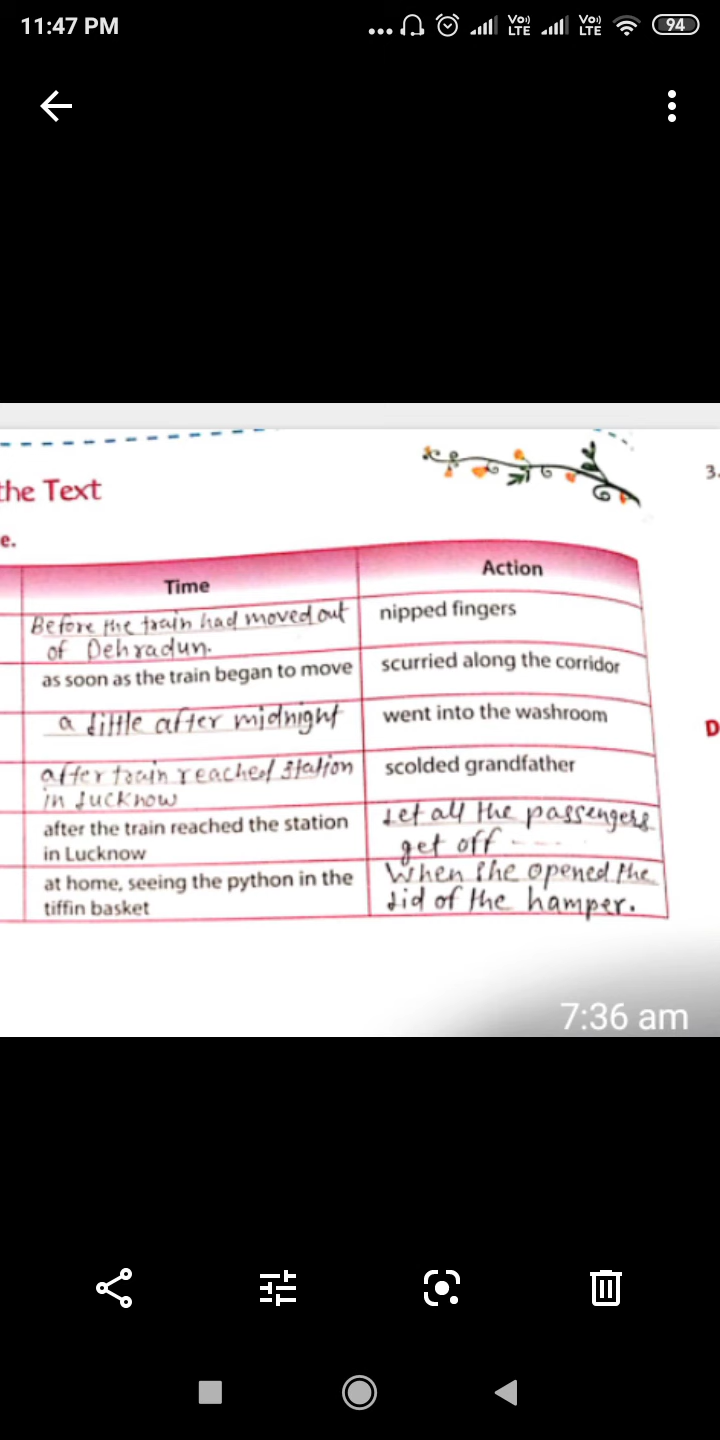 11:47 PM
Vo)) LTE
Vo)) LTE
94
the Text
3.
e.
Time
Action
Before the train had moved out
of Dehradun.
nipped fingers
as soon as the train began to move
scurried along the corridor
a little after midnight
went into the washroom
after train reached station
in Lucknow
scolded grandfather
after the train reached the station
in Lucknow
Let all the passengers
get off ----
at home, seeing the python in the
tiffin basket
When she opened the
lid of the hamper.
D
7:36 am